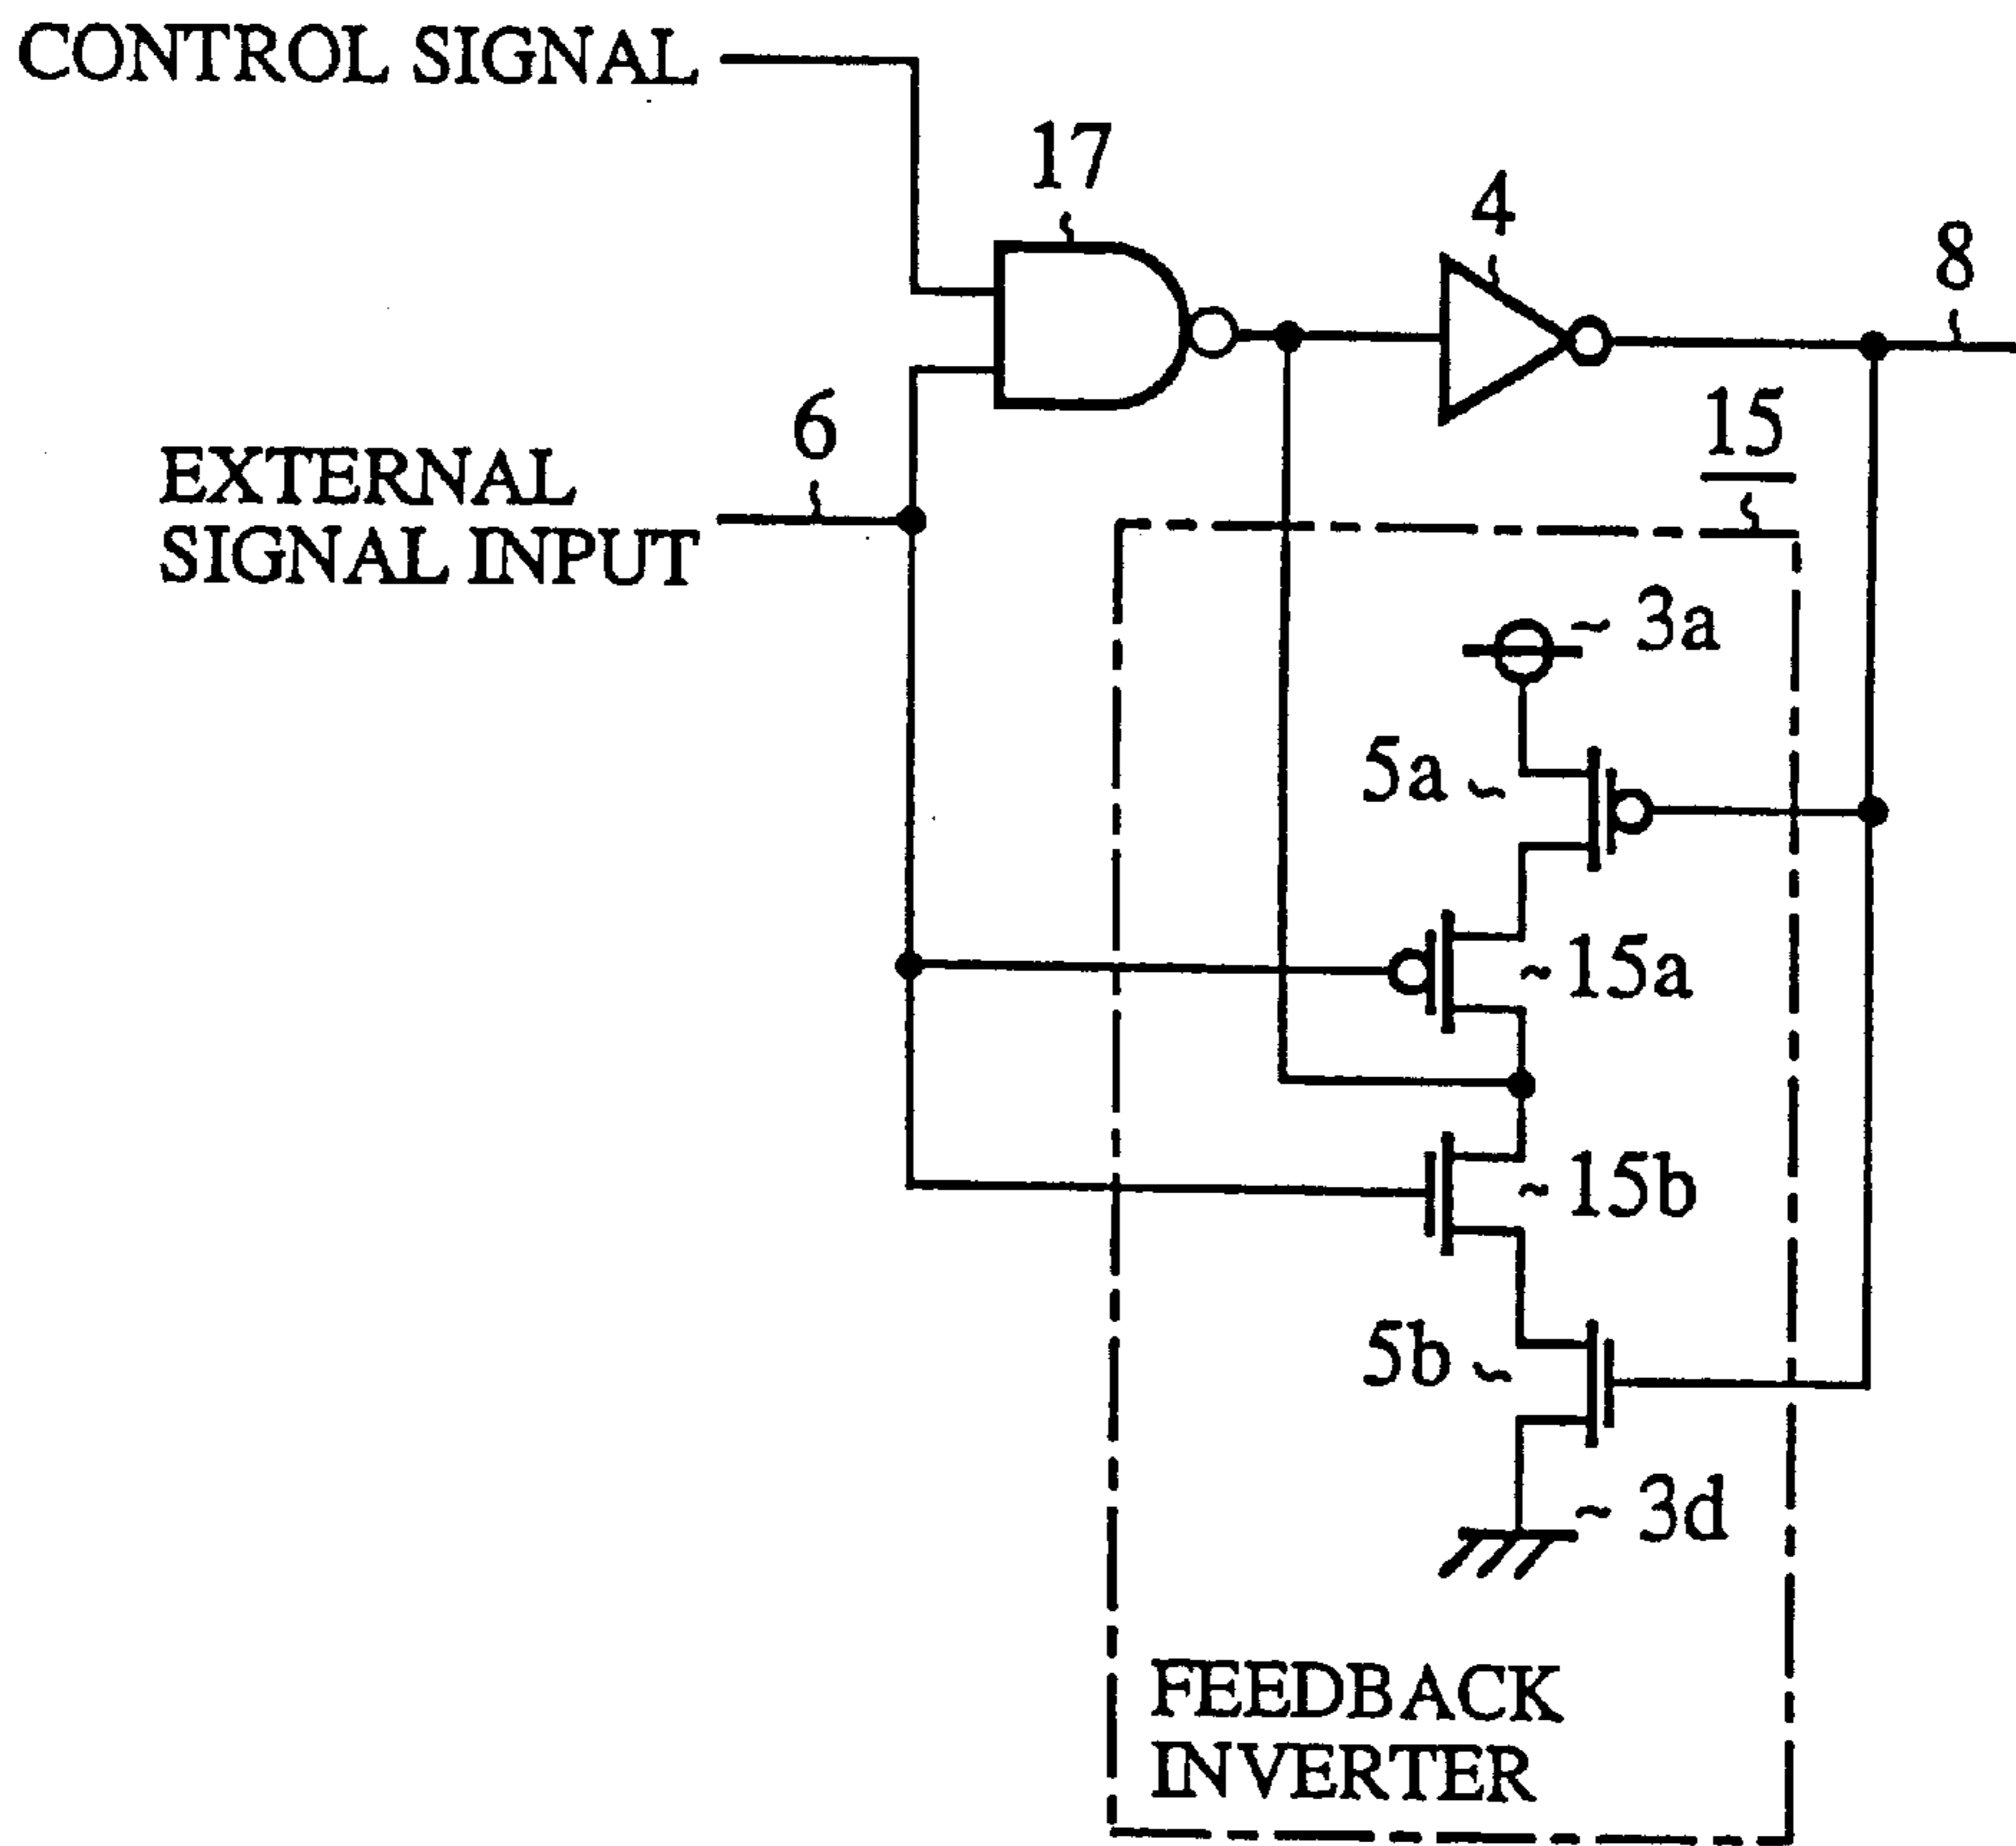 CONTROL SIGNAL
17
4
8
6
15
EXTERNAL
SIGNAL INPUT
3a
5a
15a
15b
5b
3d
FEEDBACK
INVERTER